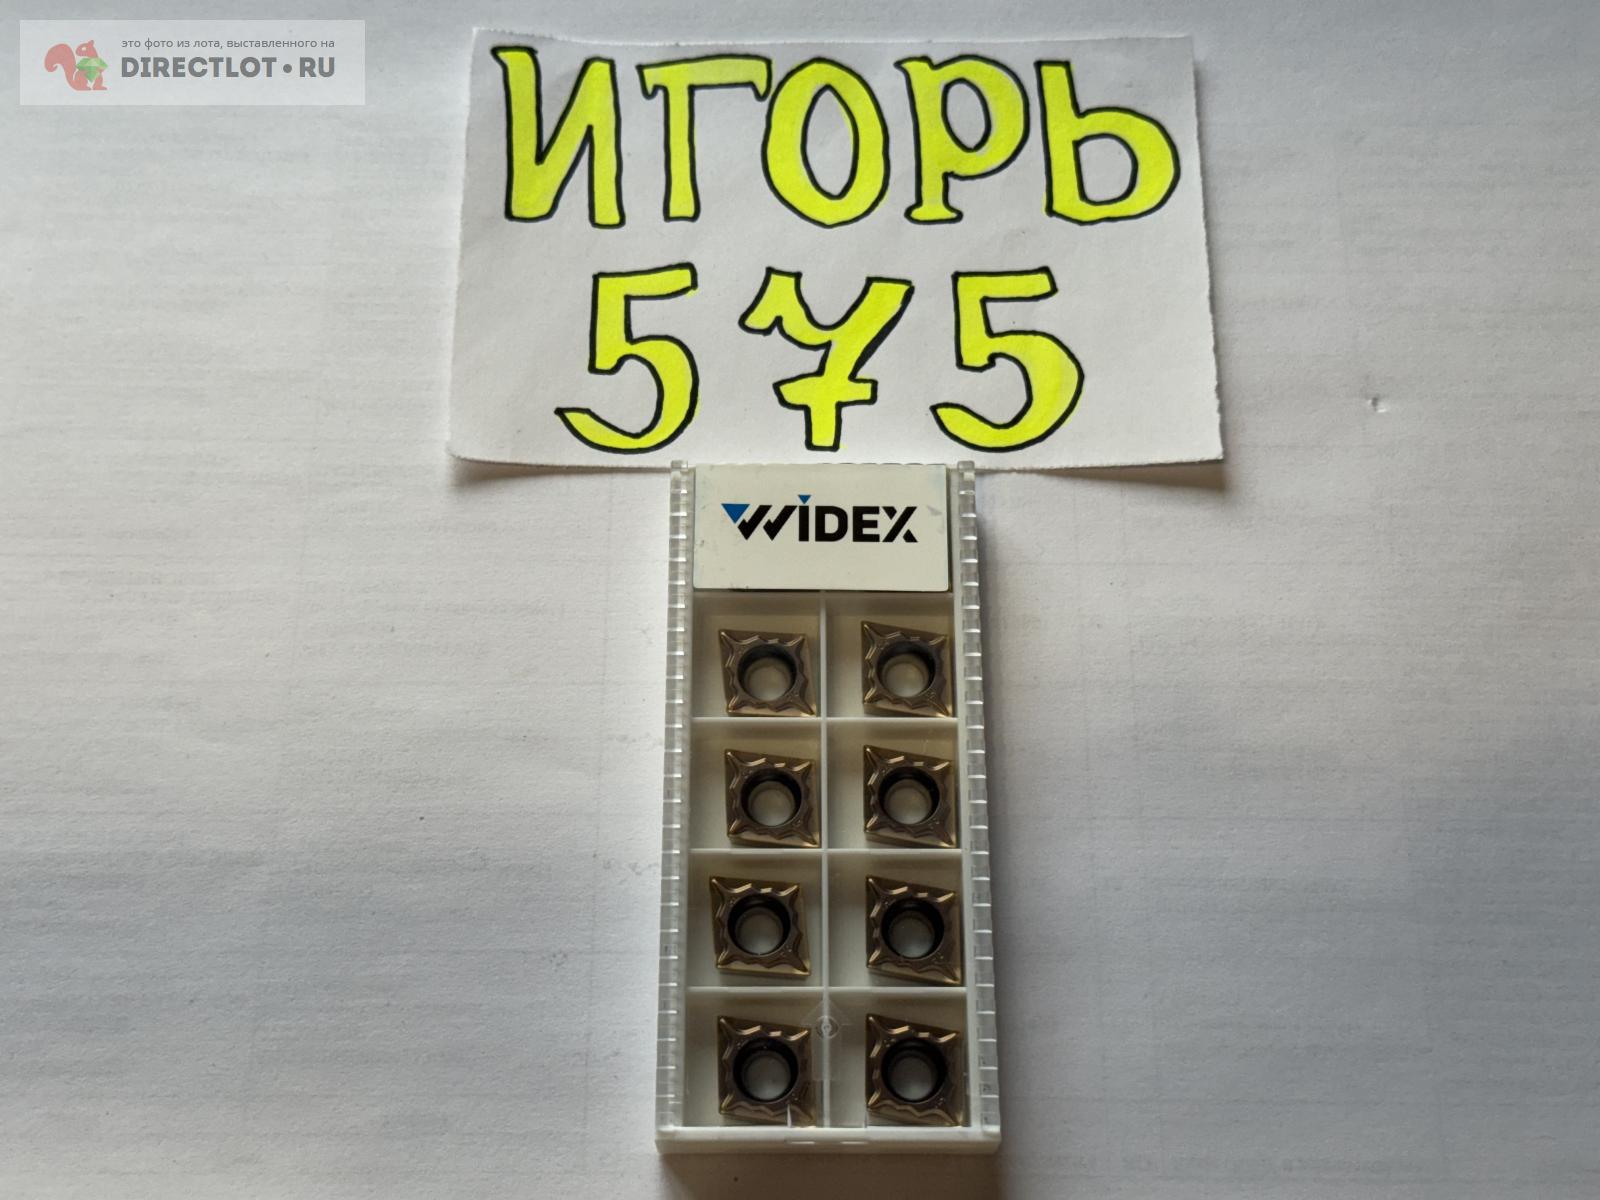 это фото из лота, выставленного на
DIRECTLOT•RU
ИГОРЬ
575
WIDEX